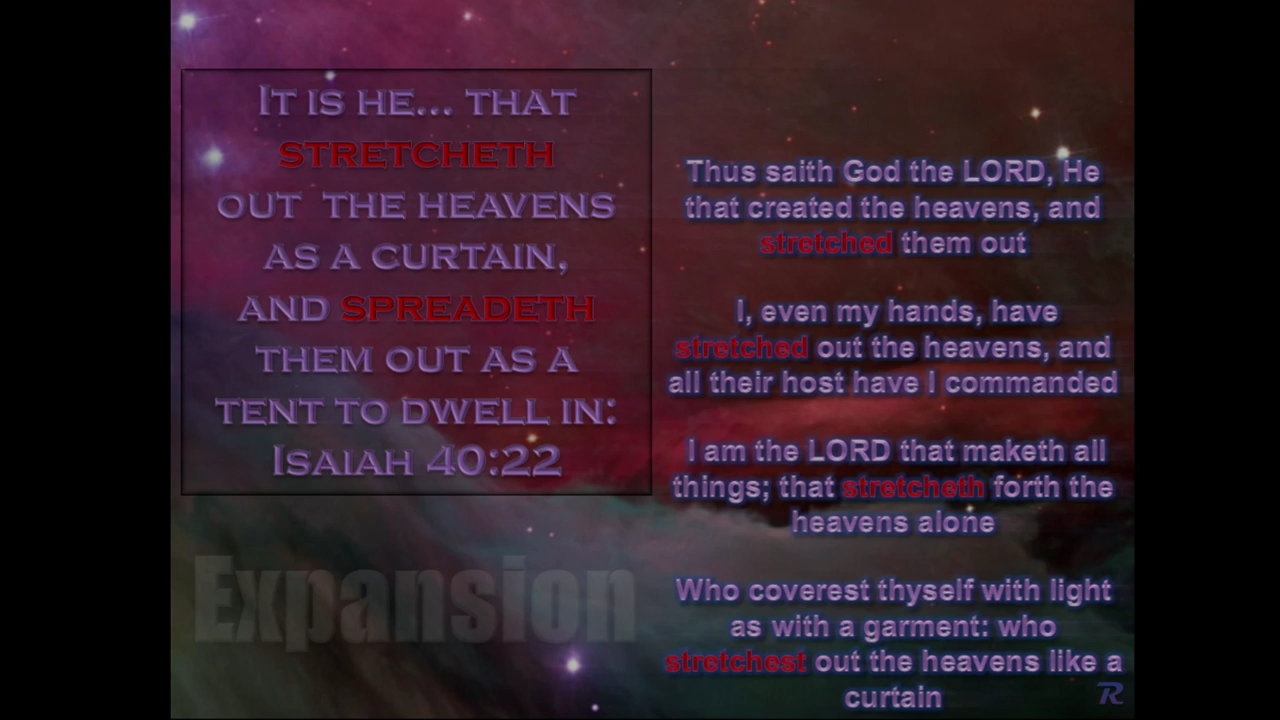 IT IS HE... THAT
STRETCHETH
OUT THE HEAVENS
AS A CURTAIN,
AND SPREADETH
THEM OUT AS A
TENT TO DWELL IN:
ISAIAH 40:22
Expansion
Thus saith God the LORD, He
that created the heavens, and
stretched them out
I, even my hands, have
stretched out the heavens, and
all their host have I commanded
I am the LORD that maketh all
things; that stretcheth forth the
heavens alone
Who coverest thyself with light
as with a garment: who
stretchest out the heavens like a
curtain
R